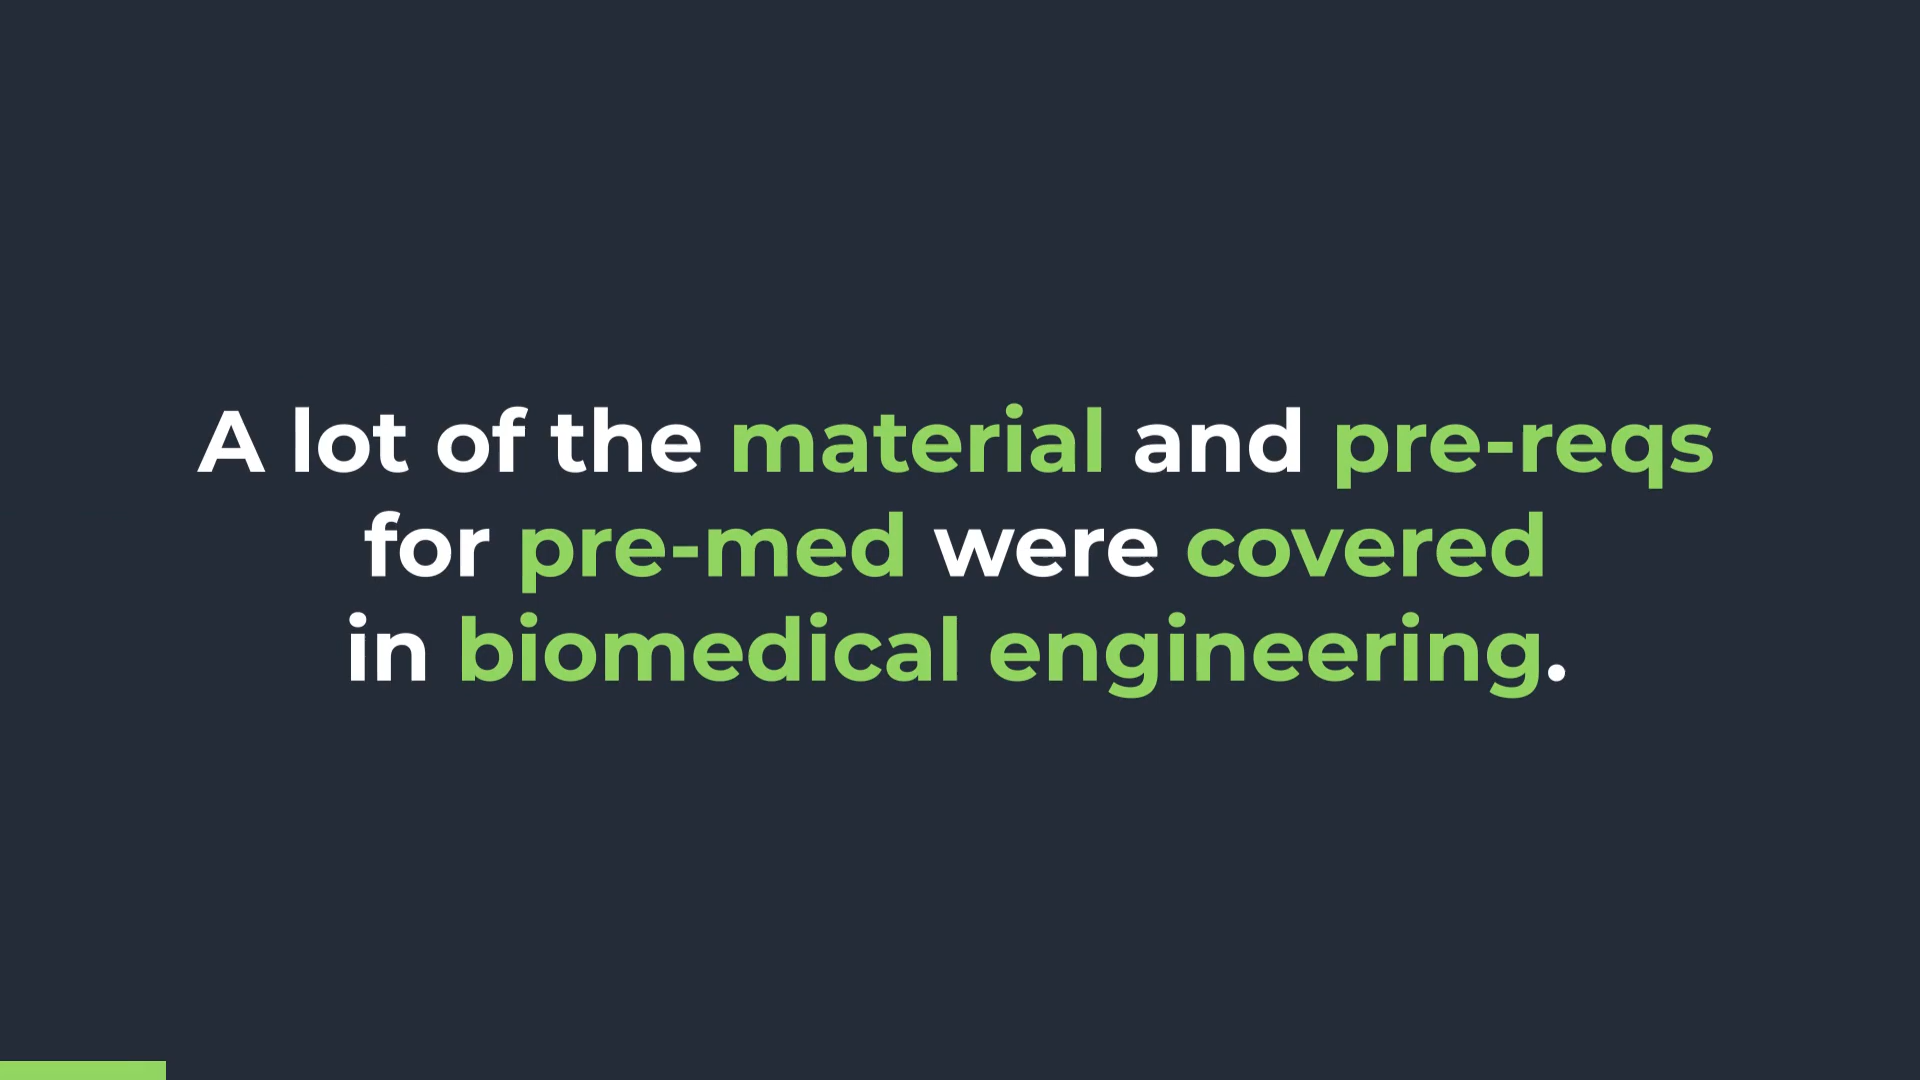 A lot of the material and pre-reqs
for pre-med were covered
in biomedical engineering.